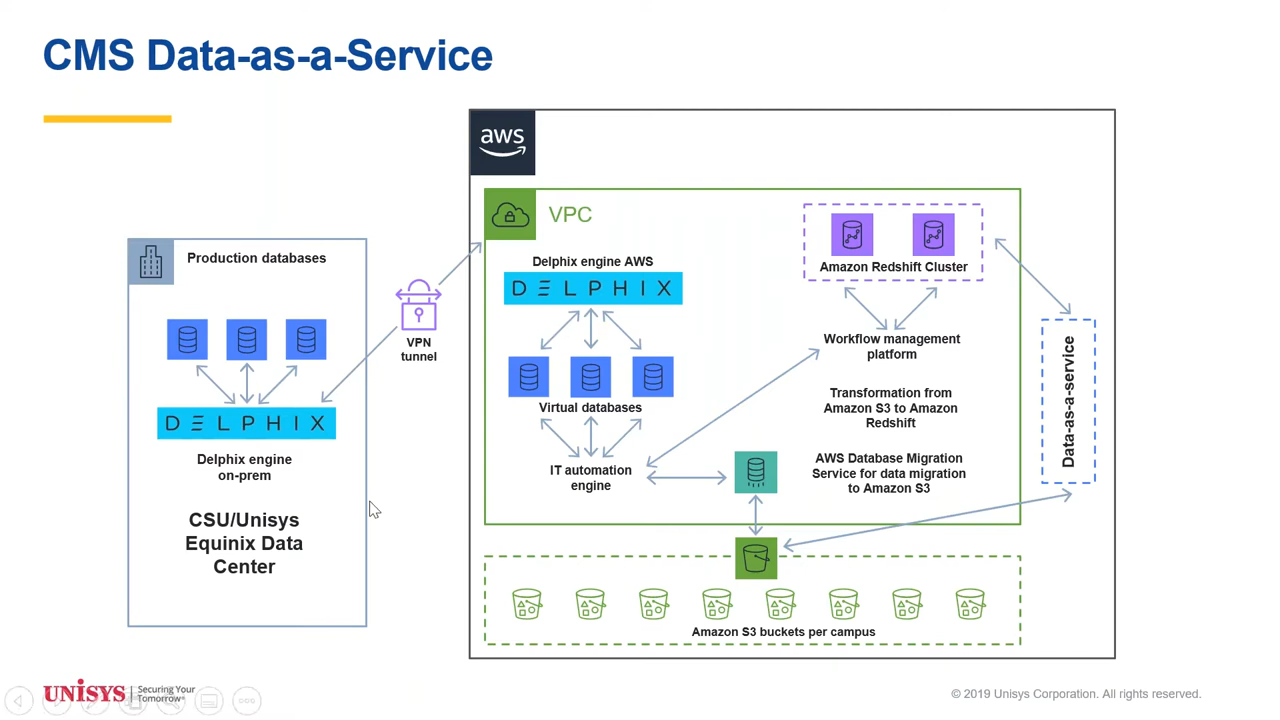 CMS Data-as-a-Service
aws
VPC
Production databases
VPN
tunnel
DELPHIX
Delphix engine
on-prem
CSU/Unisys
Equinix Data
Center
Delphix engine AWS
DELPHIX
Virtual databases
IT automation
engine
Amazon Redshift Cluster
Workflow management
platform
Transformation from
Amazon S3 to Amazon
Redshift
AWS Database Migration
Service for data migration
to Amazon S3
Data-as-a-service
Amazon S3 buckets per campus
UNISYS | Securing Your
Tomorrow®
© 2019 Unisys Corporation. All rights reserved.